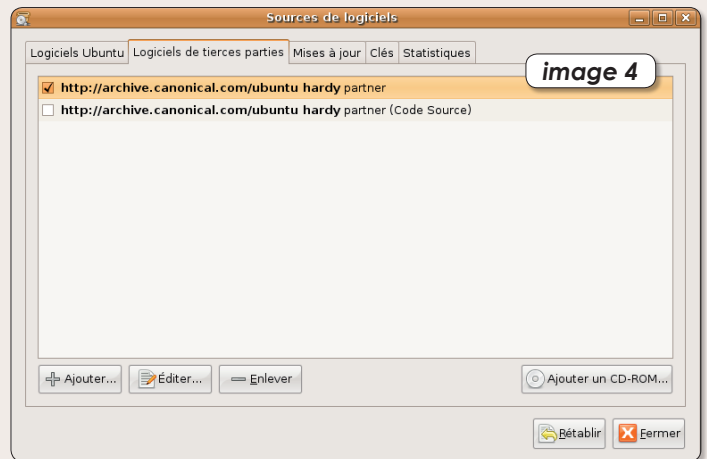 Sources de logiciels
Logiciels Ubuntu Logiciels de tierces parties Mises à jour Clés Statistiques
image 4
http://archive.canonical.com/ubuntu hardy partner
http://archive.canonical.com/ubuntu hardy partner (Code Source)
Ajouter... Éditer... Enlever Ajouter un CD-ROM...
Rétablir Fermer